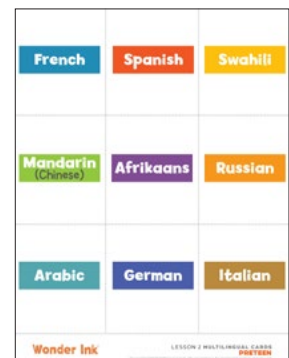 French Spanish Swahili
Mandarin Afrikaans Russian
(Chinese)
Arabic German Italian
Wonder Ink LESSON 2 MULTILINGUAL CARDS
PRETEEN